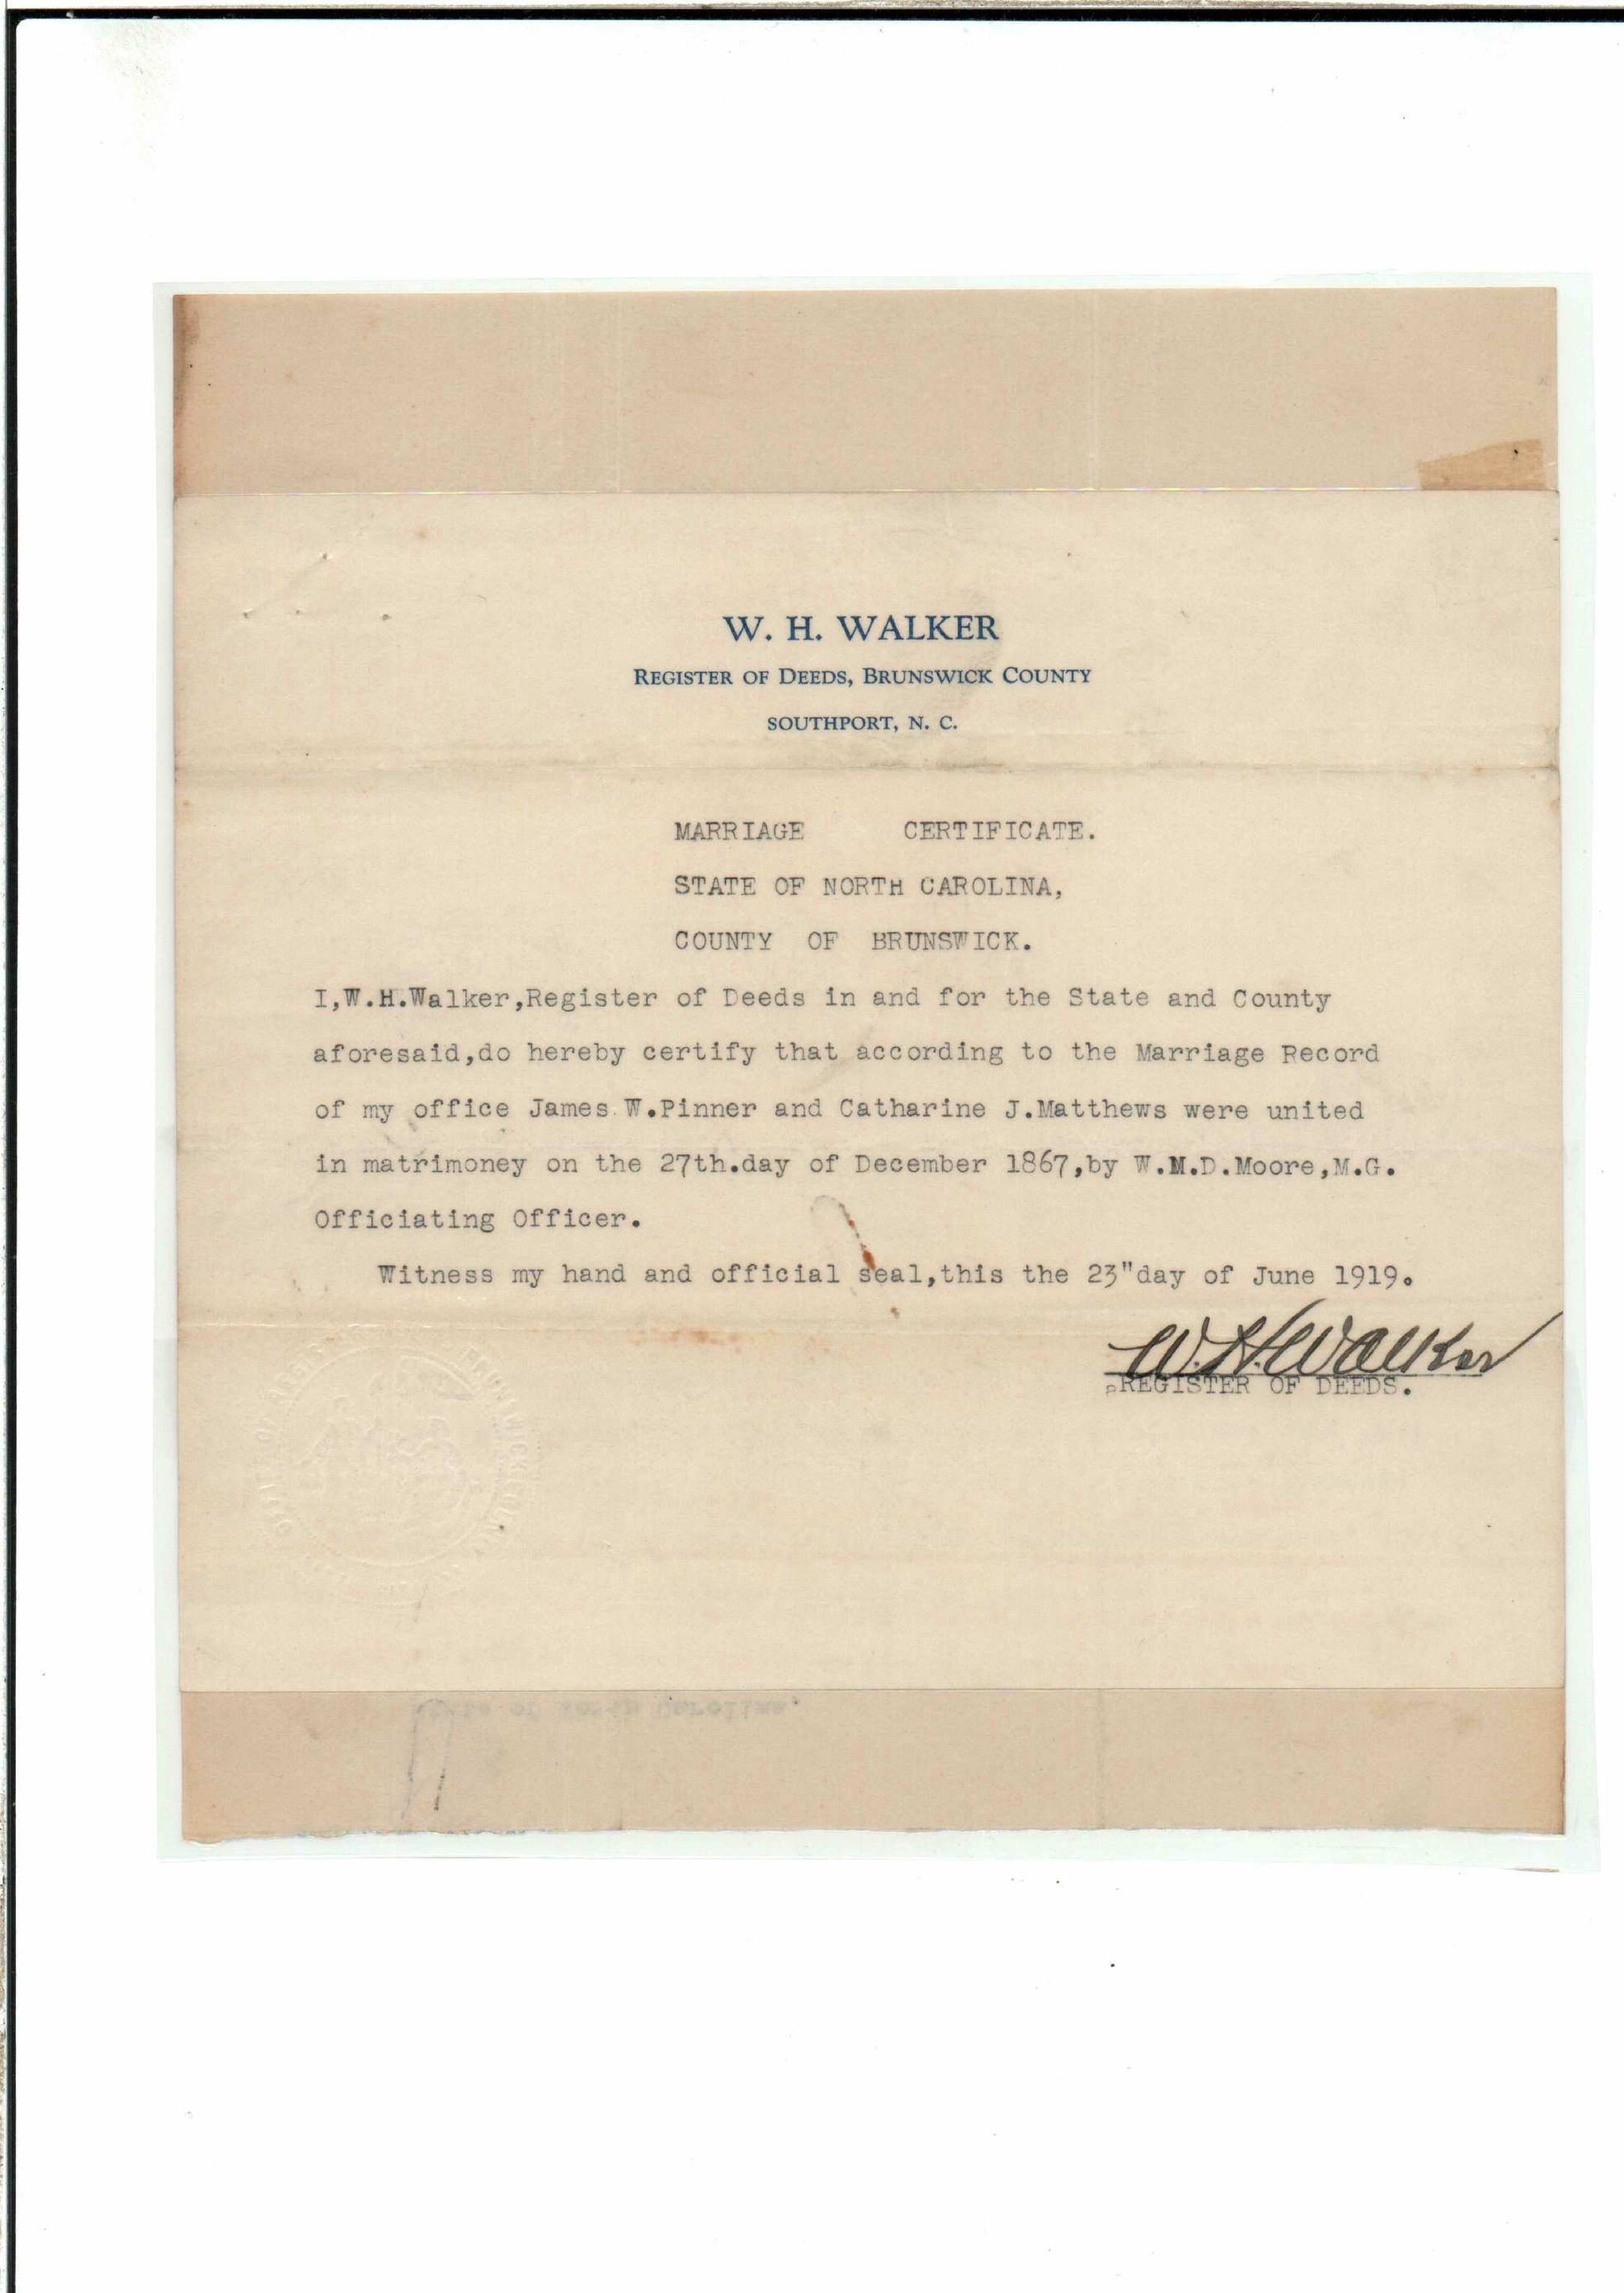 W. H. WALKER
REGISTER OF DEEDS, BRUNSWICK COUNTY
SOUTHPORT, N. C.
MARRIAGE CERTIFICATE.
STATE OF NORTH CAROLINA,
COUNTY OF BRUNSWICK.
I,W.H.Walker,Register of Deeds in and for the State and County
aforesaid,do hereby certify that according to the Marriage Record
of my office James W.Pinner and Catharine J.Matthews were united
in matrimoney on the 27th.day of December 1867,by W.M.D.Moore,M.G.
Officiating Officer.
Witness my hand and official seal,this the 23"day of June 1919.
W. H. Walker
REGISTER OF DEEDS.